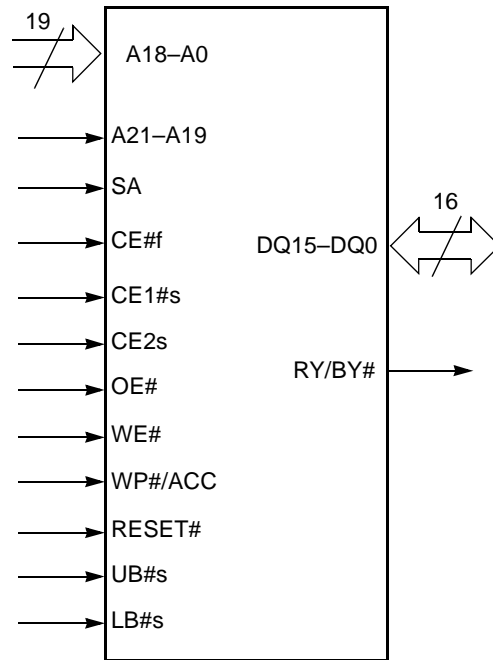 19
A18–A0
A21–A19
SA
16
CE#f
DQ15–DQ0
CE1#s
CE2s
RY/BY#
OE#
WE#
WP#/ACC
RESET#
UB#s
LB#s